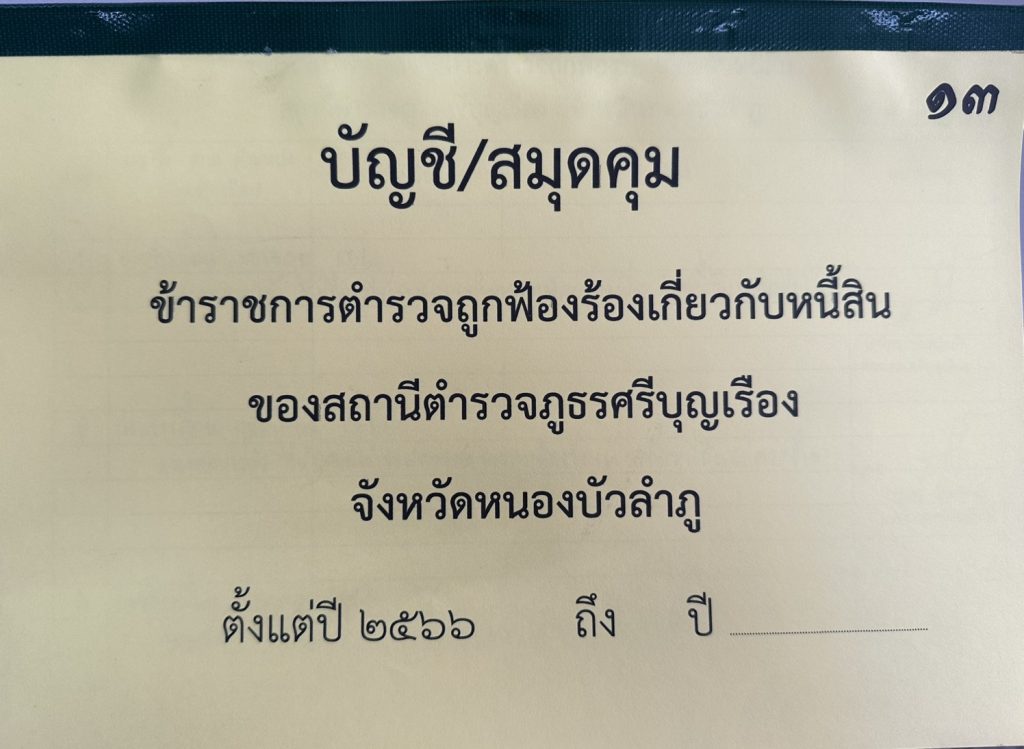 ๑๓
บัญชี/สมุดคุม
ข้าราชการตำรวจถูกฟ้องร้องเกี่ยวกับหนี้สิน
ของสถานีตำรวจภูธรศรีบุญเรือง
จังหวัดหนองบัวลำภู
ตั้งแต่ปี ๒๕๖๖ ถึง ปี ....................